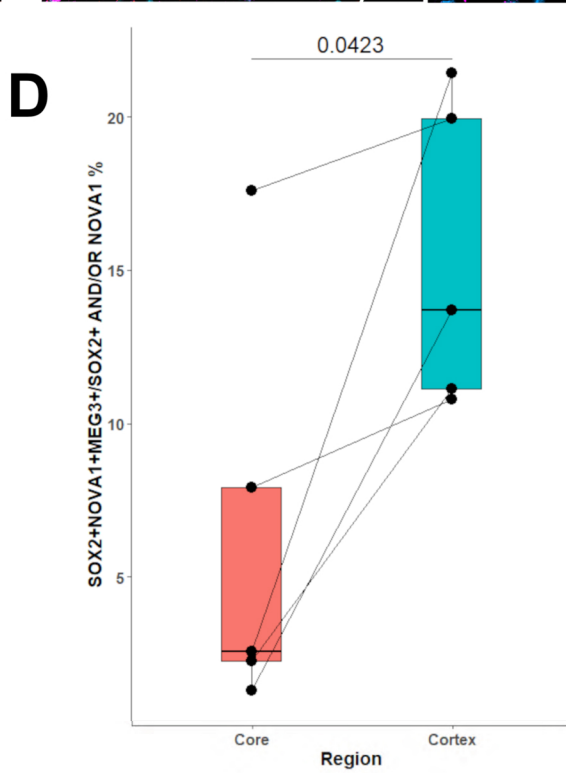 D
0.0423
SOX2+NOVA1+MEG3+/SOX2+ AND/OR NOVA1 %
20
15
10
5
Core Cortex
Region